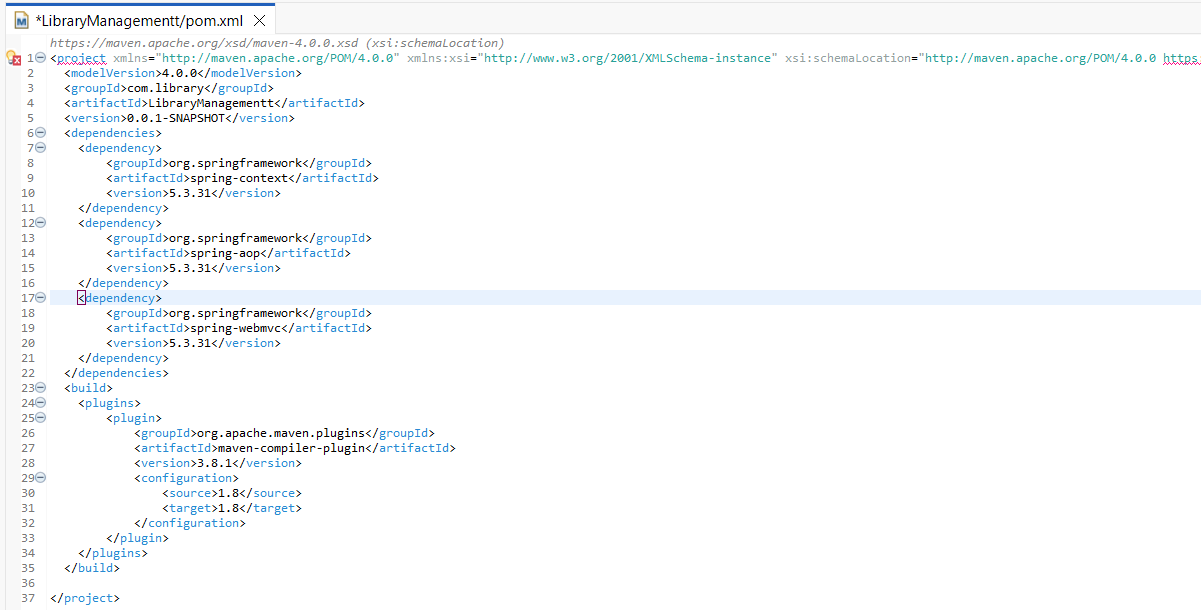 *LibraryManagementt/pom.xml
https://maven.apache.org/xsd/maven-4.0.0.xsd (xsi:schemaLocation)
1 <project xmlns="http://maven.apache.org/POM/4.0.0" xmlns:xsi="http://www.w3.org/2001/XMLSchema-instance" xsi:schemaLocation="http://maven.apache.org/POM/4.0.0 https
2 <modelVersion>4.0.0</modelVersion>
3 <groupId>com.library</groupId>
4 <artifactId>LibraryManagementt</artifactId>
5 <version>0.0.1-SNAPSHOT</version>
6 <dependencies>
7 <dependency>
8 <groupId>org.springframework</groupId>
9 <artifactId>spring-context</artifactId>
10 <version>5.3.31</version>
11 </dependency>
12 <dependency>
13 <groupId>org.springframework</groupId>
14 <artifactId>spring-aop</artifactId>
15 <version>5.3.31</version>
16 </dependency>
17 <dependency>
18 <groupId>org.springframework</groupId>
19 <artifactId>spring-webmvc</artifactId>
20 <version>5.3.31</version>
21 </dependency>
22 </dependencies>
23 <build>
24 <plugins>
25 <plugin>
26 <groupId>org.apache.maven.plugins</groupId>
27 <artifactId>maven-compiler-plugin</artifactId>
28 <version>3.8.1</version>
29 <configuration>
30 <source>1.8</source>
31 <target>1.8</target>
32 </configuration>
33 </plugin>
34 </plugins>
35 </build>
36
37 </project>